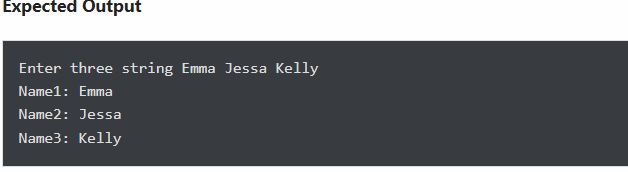 Expected Output
Enter three string Emma Jessa Kelly
Name1: Emma
Name2: Jessa
Name3: Kelly